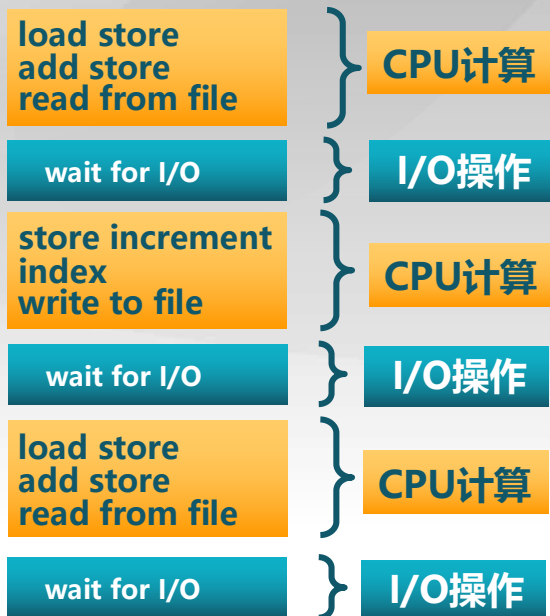 load store
add store
read from file
CPU计算
wait for I/O
I/O操作
store increment
index
write to file
CPU计算
wait for I/O
I/O操作
load store
add store
read from file
CPU计算
wait for I/O
I/O操作